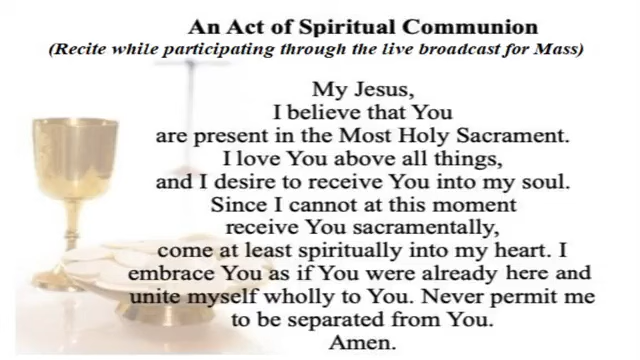 An Act of Spiritual Communion
(Recite while participating through the live broadcast for Mass)
My Jesus,
I believe that You
are present in the Most Holy Sacrament.
I love You above all things,
and I desire to receive You into my soul.
Since I cannot at this moment
receive You sacramentally,
come at least spiritually into my heart. I
embrace You as if You were already here and
unite myself wholly to You. Never permit me
to be separated from You.
Amen.